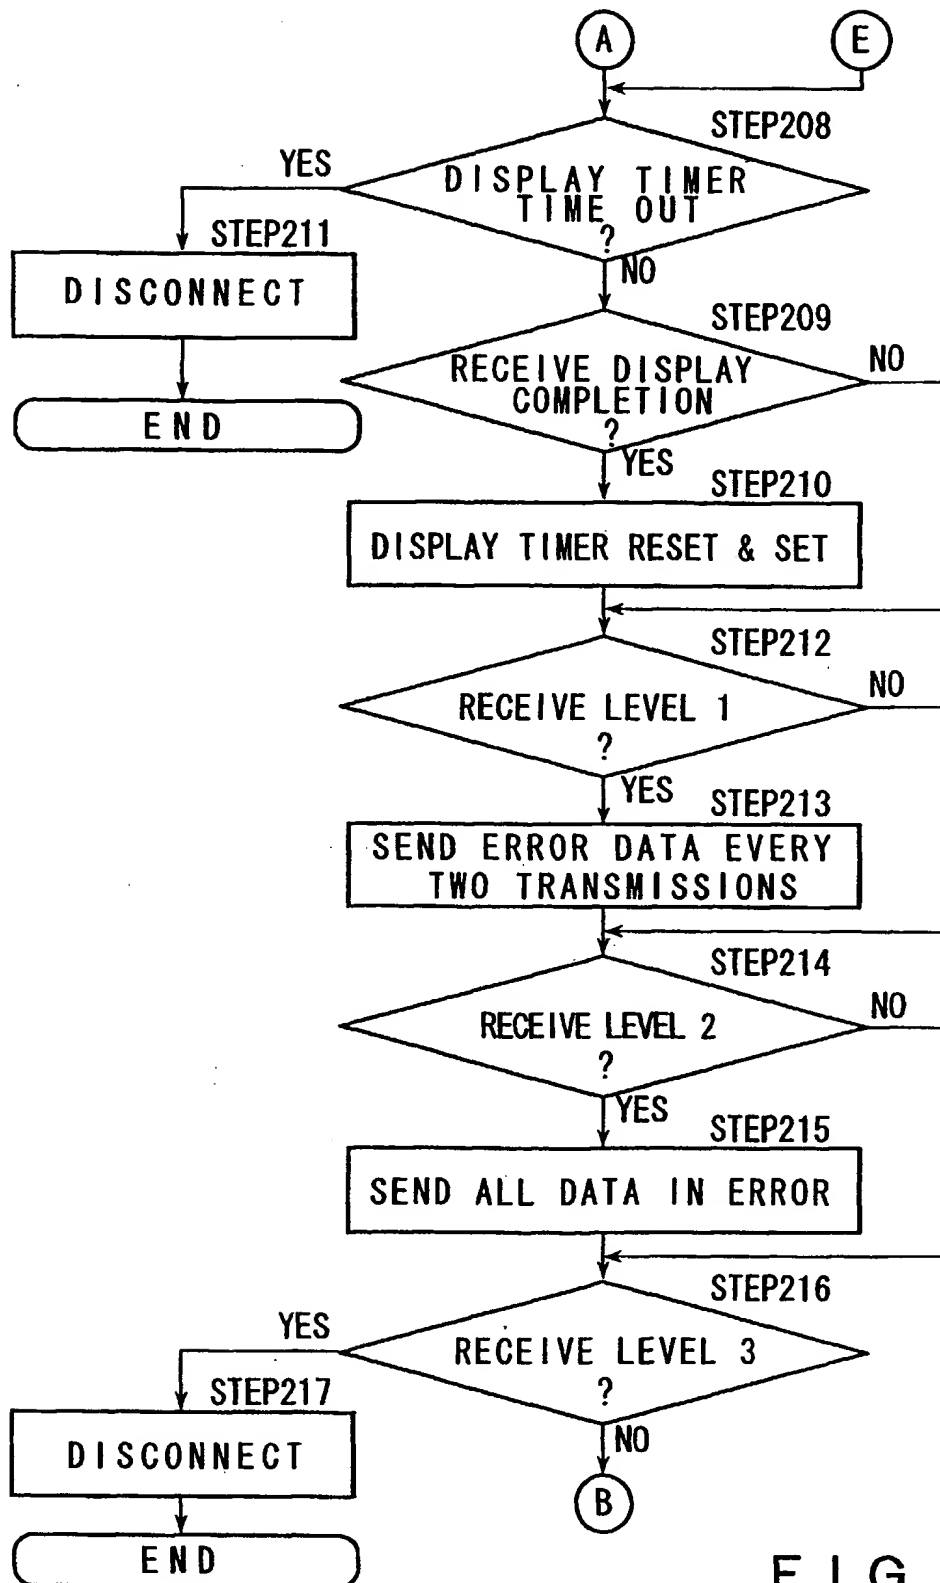 A
E
STEP208
YES
DISPLAY TIMER
TIME OUT
?
STEP211
NO
DISCONNECT
STEP209
NO
RECEIVE DISPLAY
COMPLETION
?
END
YES
STEP210
DISPLAY TIMER RESET & SET
STEP212
NO
RECEIVE LEVEL 1
?
YES
STEP213
SEND ERROR DATA EVERY
TWO TRANSMISSIONS
STEP214
NO
RECEIVE LEVEL 2
?
YES
STEP215
SEND ALL DATA IN ERROR
STEP216
YES
RECEIVE LEVEL 3
?
STEP217
NO
DISCONNECT
B
END
FIG